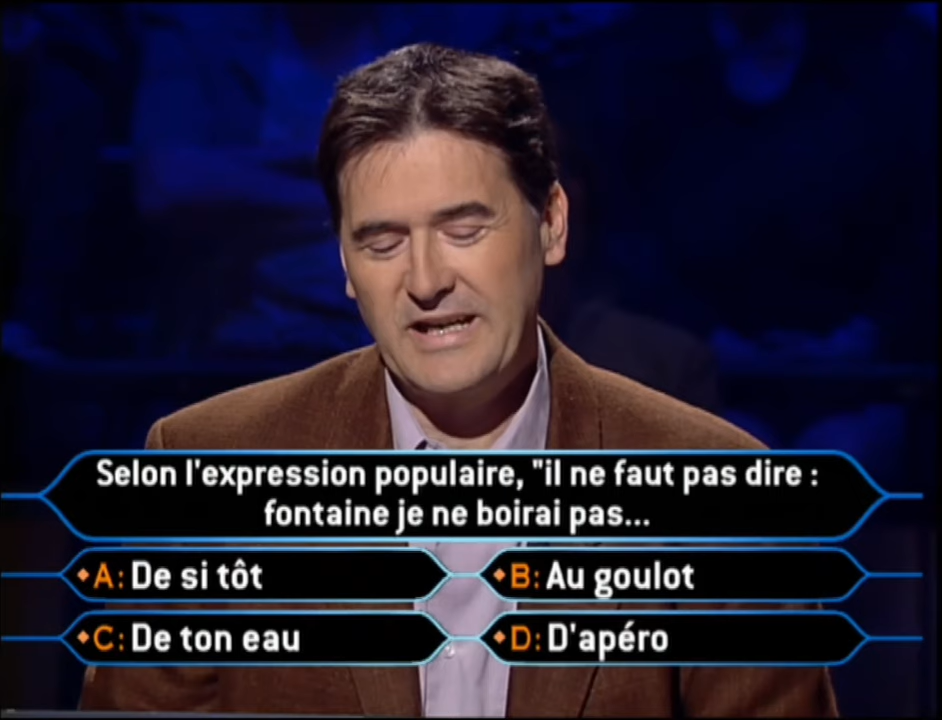 Selon l'expression populaire, "il ne faut pas dire :
fontaine je ne boirai pas...
A: De si tôt
B: Au goulot
C: De ton eau
D: D'apéro